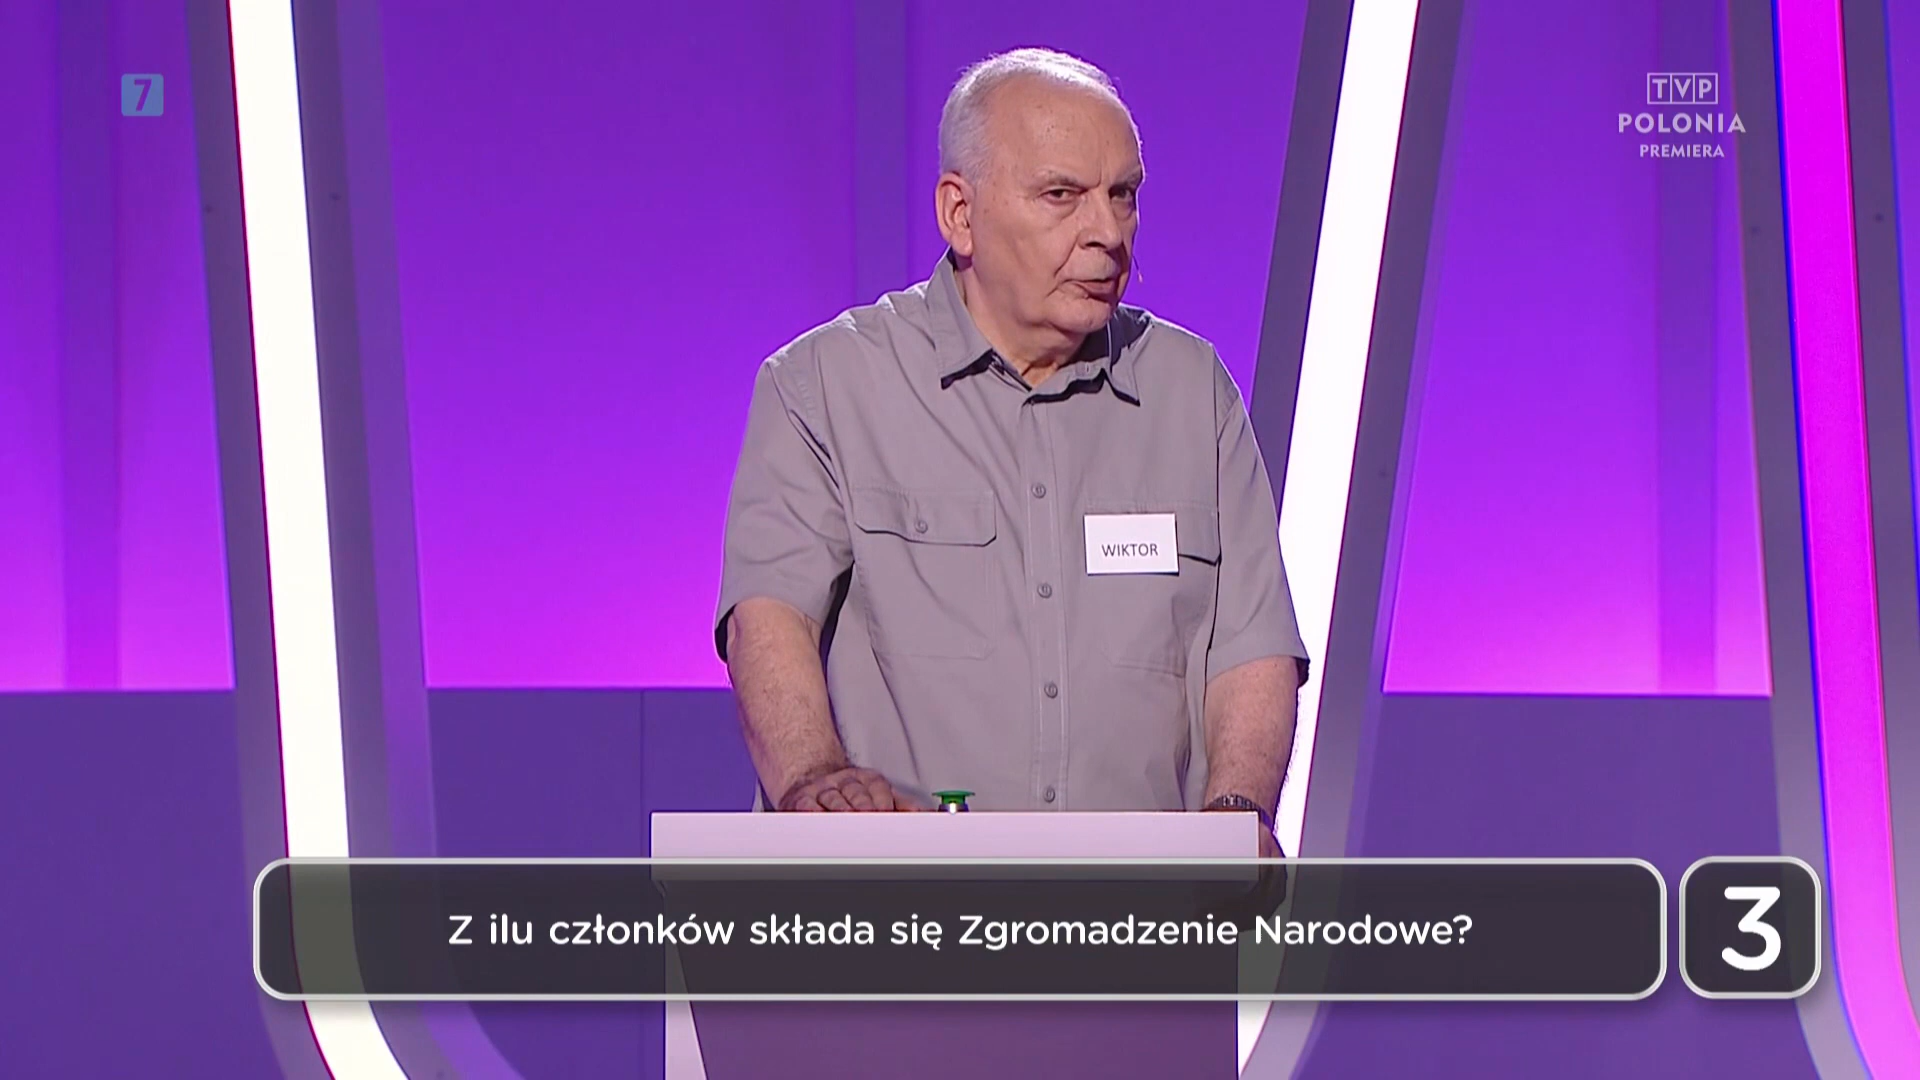 7
TVP
POLONIA
PREMIERA
WIKTOR
Z ilu członków składa się Zgromadzenie Narodowe?
3